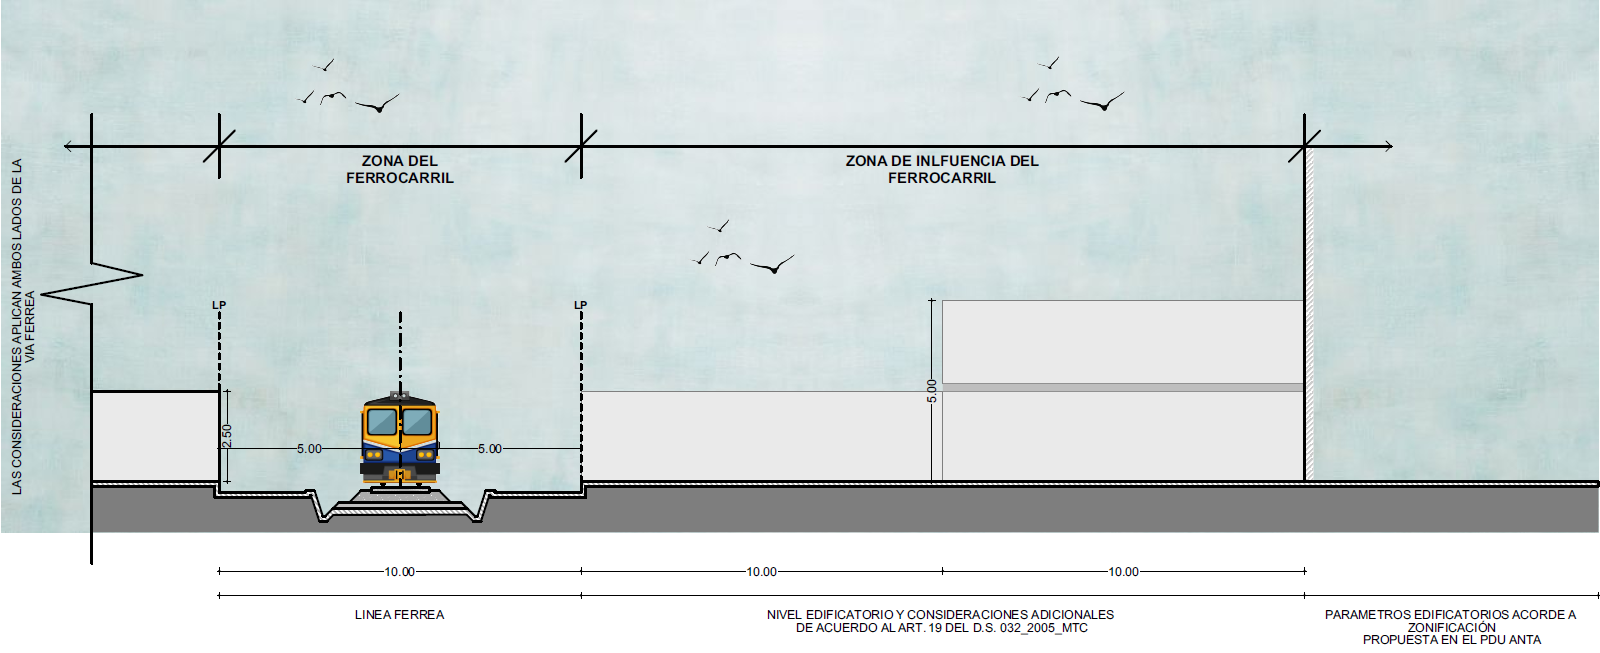 ZONA DEL
FERROCARRIL
ZONA DE INLFUENCIA DEL
FERROCARRIL
LAS CONSIDERACIONES APLICAN AMBOS LADOS DE LA
VIA FERREA
LP
LP
2.50
5.00
5.00
5.00
10.00
10.00
10.00
LINEA FERREA
NIVEL EDIFICATORIO Y CONSIDERACIONES ADICIONALES
DE ACUERDO AL ART. 19 DEL D.S. 032_2005_MTC
PARAMETROS EDIFICATORIOS ACORDE A
ZONIFICACIÓN
PROPUESTA EN EL PDU ANTA